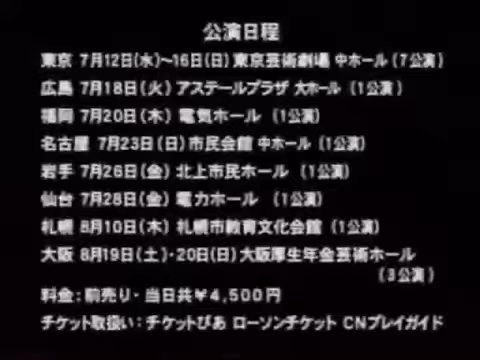 公演日程
東京 7月12日(水)~16日(日) 東京芸術劇場 中ホール (7公演)
広島 7月18日(火) アステールプラザ 大ホール (1公演)
福岡 7月20日(木) 電気ホール (1公演)
名古屋 7月23日(日) 市民会館 中ホール (1公演)
岩手 7月26日(金) 北上市民ホール (1公演)
仙台 7月28日(金) 電力ホール (1公演)
札幌 8月10日(木) 札幌市教育文化会館 (1公演)
大阪 8月19日(土)・20日(日) 大阪厚生年金芸術ホール
(3公演)
料金:前売り・当日共¥4,500円
チケット取扱い:チケットぴあ ローソンチケット CNプレイガイド